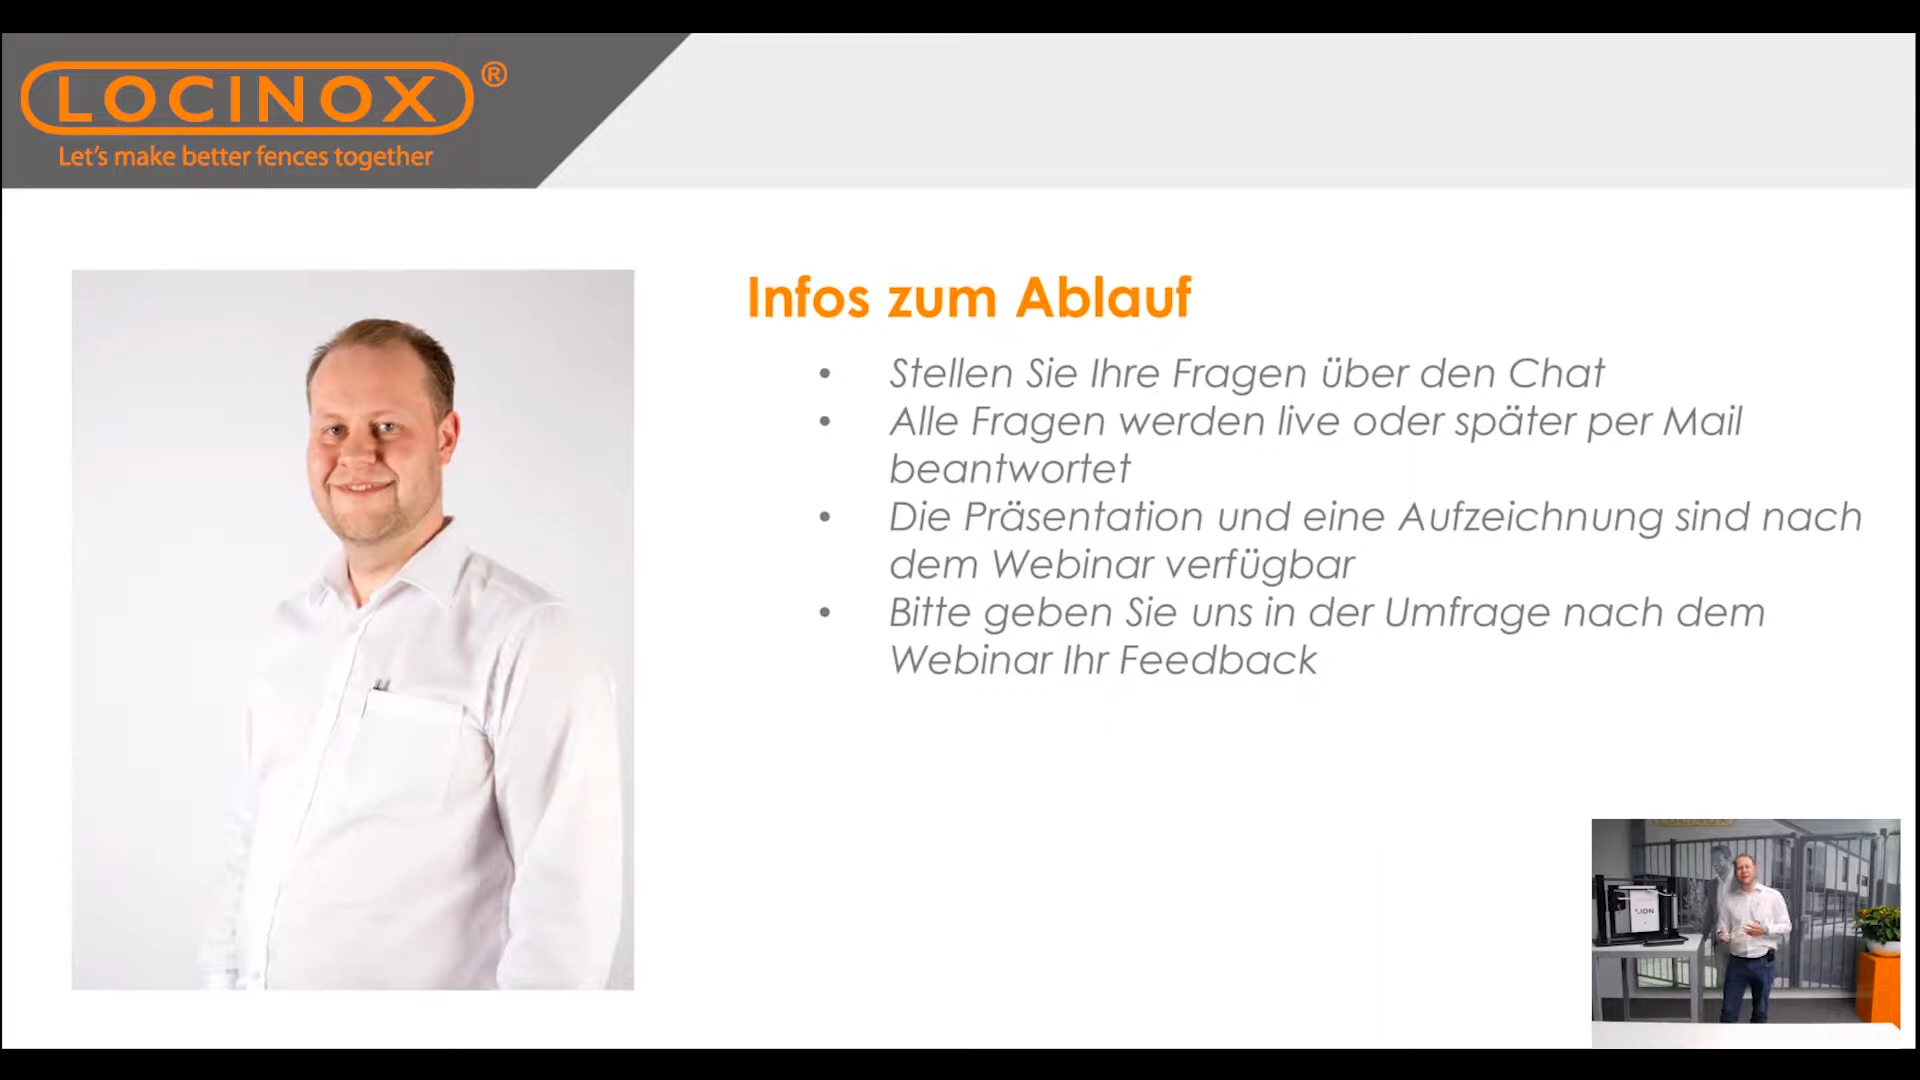 LOCINOX®
Let's make better fences together
Infos zum Ablauf
• Stellen Sie Ihre Fragen über den Chat
• Alle Fragen werden live oder später per Mail
beantwortet
• Die Präsentation und eine Aufzeichnung sind nach
dem Webinar verfügbar
• Bitte geben Sie uns in der Umfrage nach dem
Webinar Ihr Feedback
LION